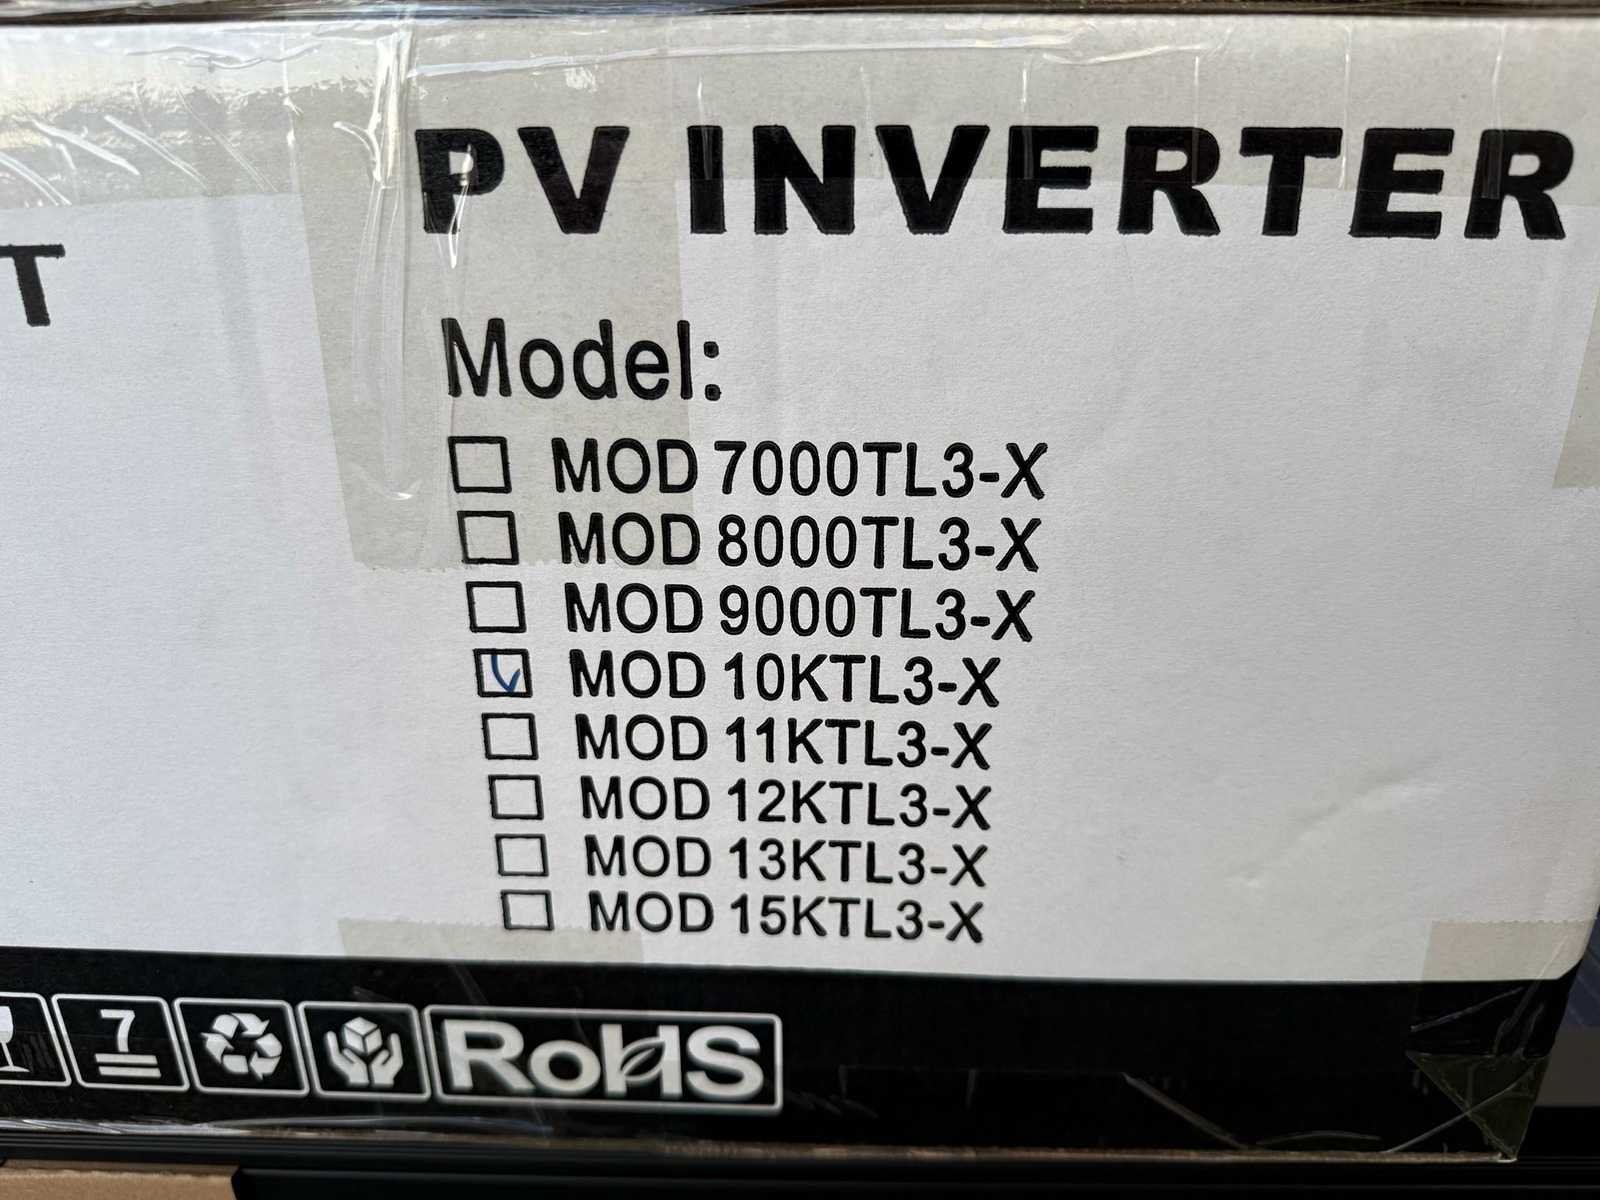 PV INVERTER
T
Model:
MOD 7000TL3-X
MOD 8000TL3-X
MOD 9000TL3-X
MOD 10KTL3-X
MOD 11KTL3-X
MOD 12KTL3-X
MOD 13KTL3-X
MOD 15KTL3-X
7
RoHS